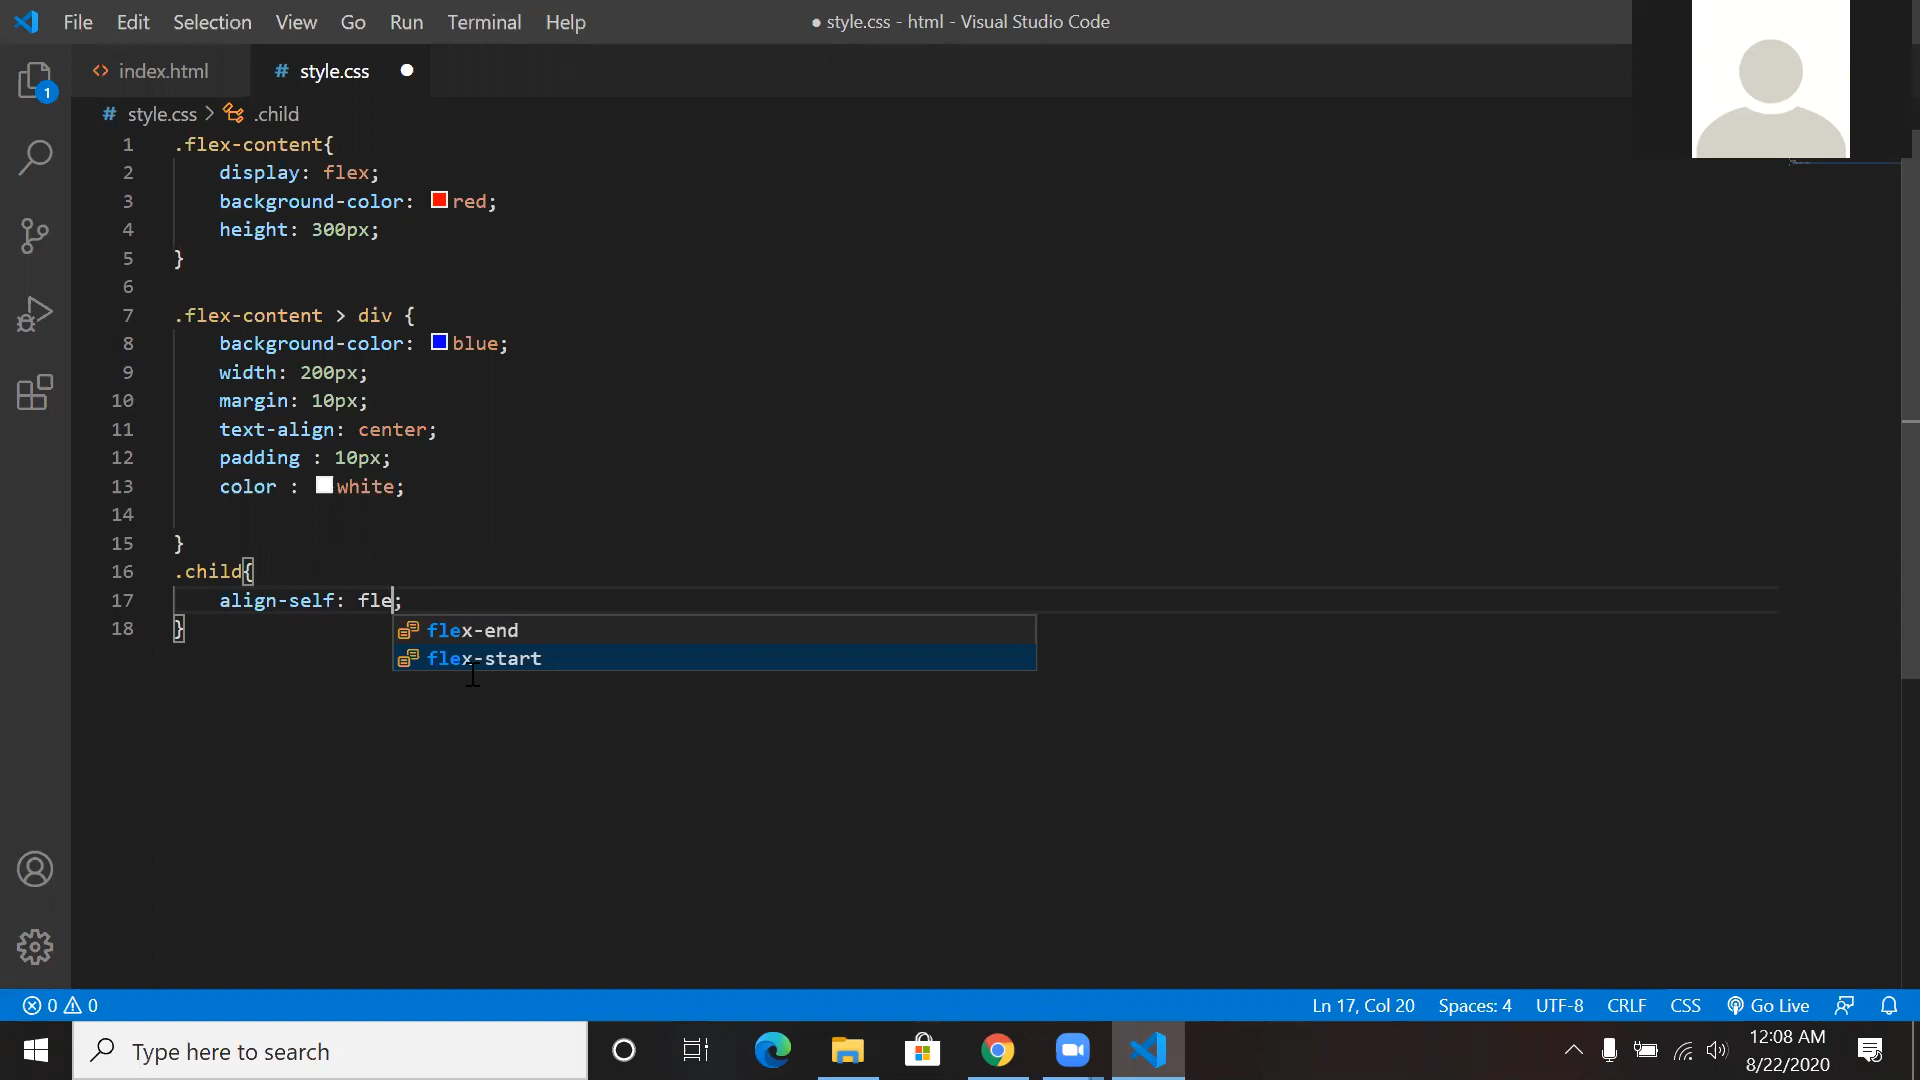 File Edit Selection View Go Run Terminal Help
● style.css - html - Visual Studio Code
index.html
# style.css ●
# style.css > .child
1
1 .flex-content{
2 display: flex;
3 background-color: red;
4 height: 300px;
5 }
6
7 .flex-content > div {
8 background-color: blue;
9 width: 200px;
10 margin: 10px;
11 text-align: center;
12 padding : 10px;
13 color : white;
14
15 }
16 .child{
17 align-self: fle;
18 }
flex-end
flex-start
0 0
Ln 17, Col 20 Spaces: 4 UTF-8 CRLF CSS Go Live
Type here to search
12:08 AM
8/22/2020